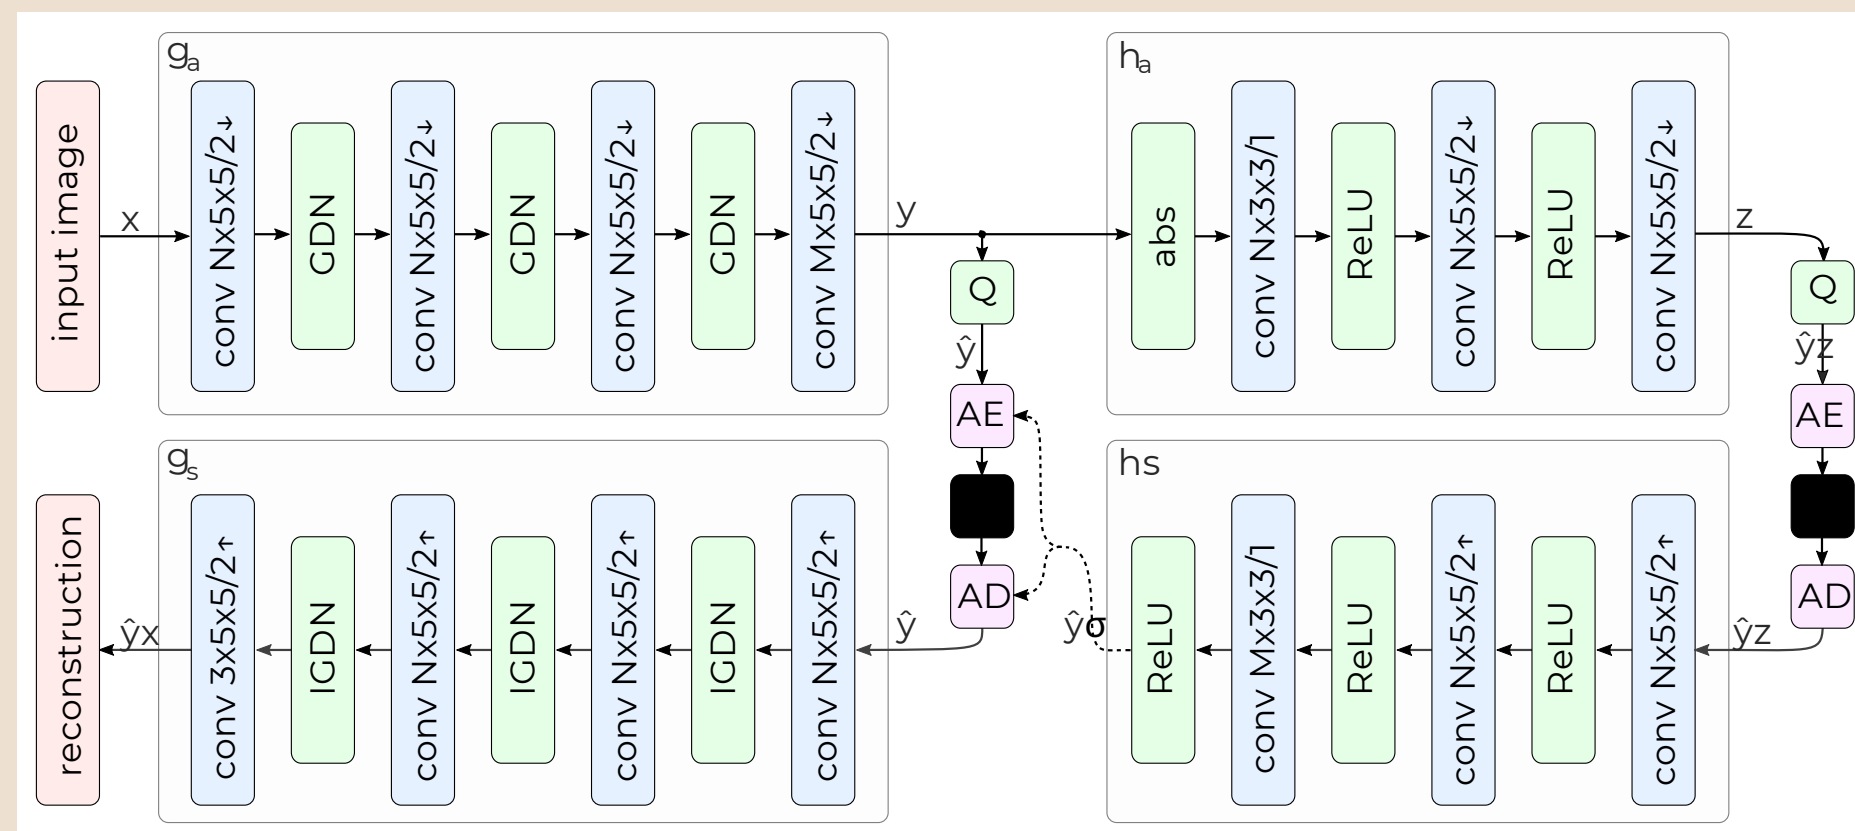 gₐ
input image
x
conv Nx5x5/2↓
GDN
conv Nx5x5/2↓
GDN
conv Nx5x5/2↓
GDN
conv Mx5x5/2↓
y
Q
ŷ
AE
AD
hₐ
abs
conv Nx3x3/1
ReLU
conv Nx5x5/2↓
ReLU
conv Nx5x5/2↓
z
Q
ŷz
AE
AD
gₛ
reconstruction
ŷx
conv 3x5x5/2↑
IGDN
conv Nx5x5/2↑
IGDN
conv Nx5x5/2↑
IGDN
conv Nx5x5/2↑
ŷ
hs
ŷσ
ReLU
conv Mx3x3/1
ReLU
conv Nx5x5/2↑
ReLU
conv Nx5x5/2↑
ŷz